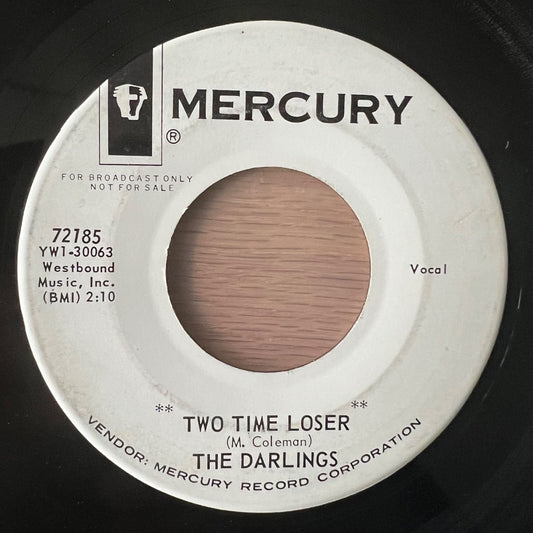 MERCURY
®
FOR BROADCAST ONLY
NOT FOR SALE
72185
YW1-30063
Westbound
Music, Inc.
(BMI) 2:10
Vocal
** TWO TIME LOSER **
(M. Coleman)
THE DARLINGS
VENDOR: MERCURY RECORD CORPORATION